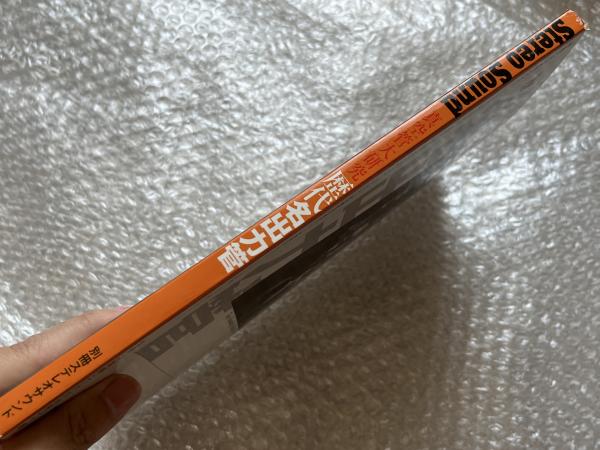 Stereo Sound
真空管大研究
歴代名出力管
別冊ステレオサウンド